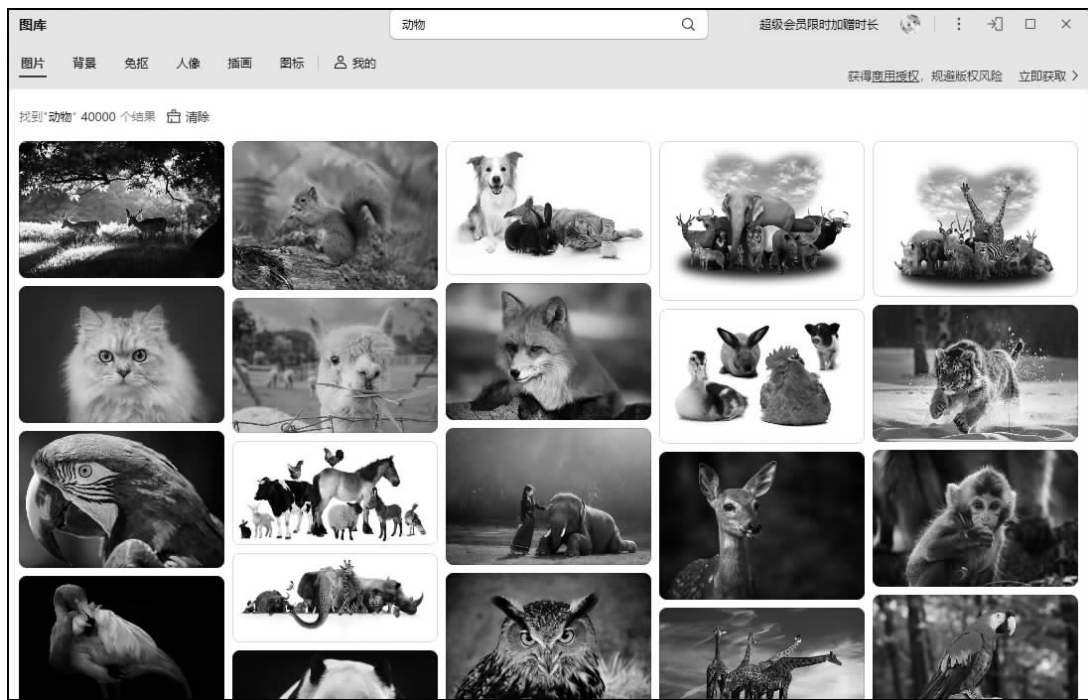 图库
动物
超级会员限时加赠时长
图片 背景 免抠 人像 插画 图标 我的
获得商用授权，规避版权风险 立即获取
找到"动物" 40000 个结果 清除